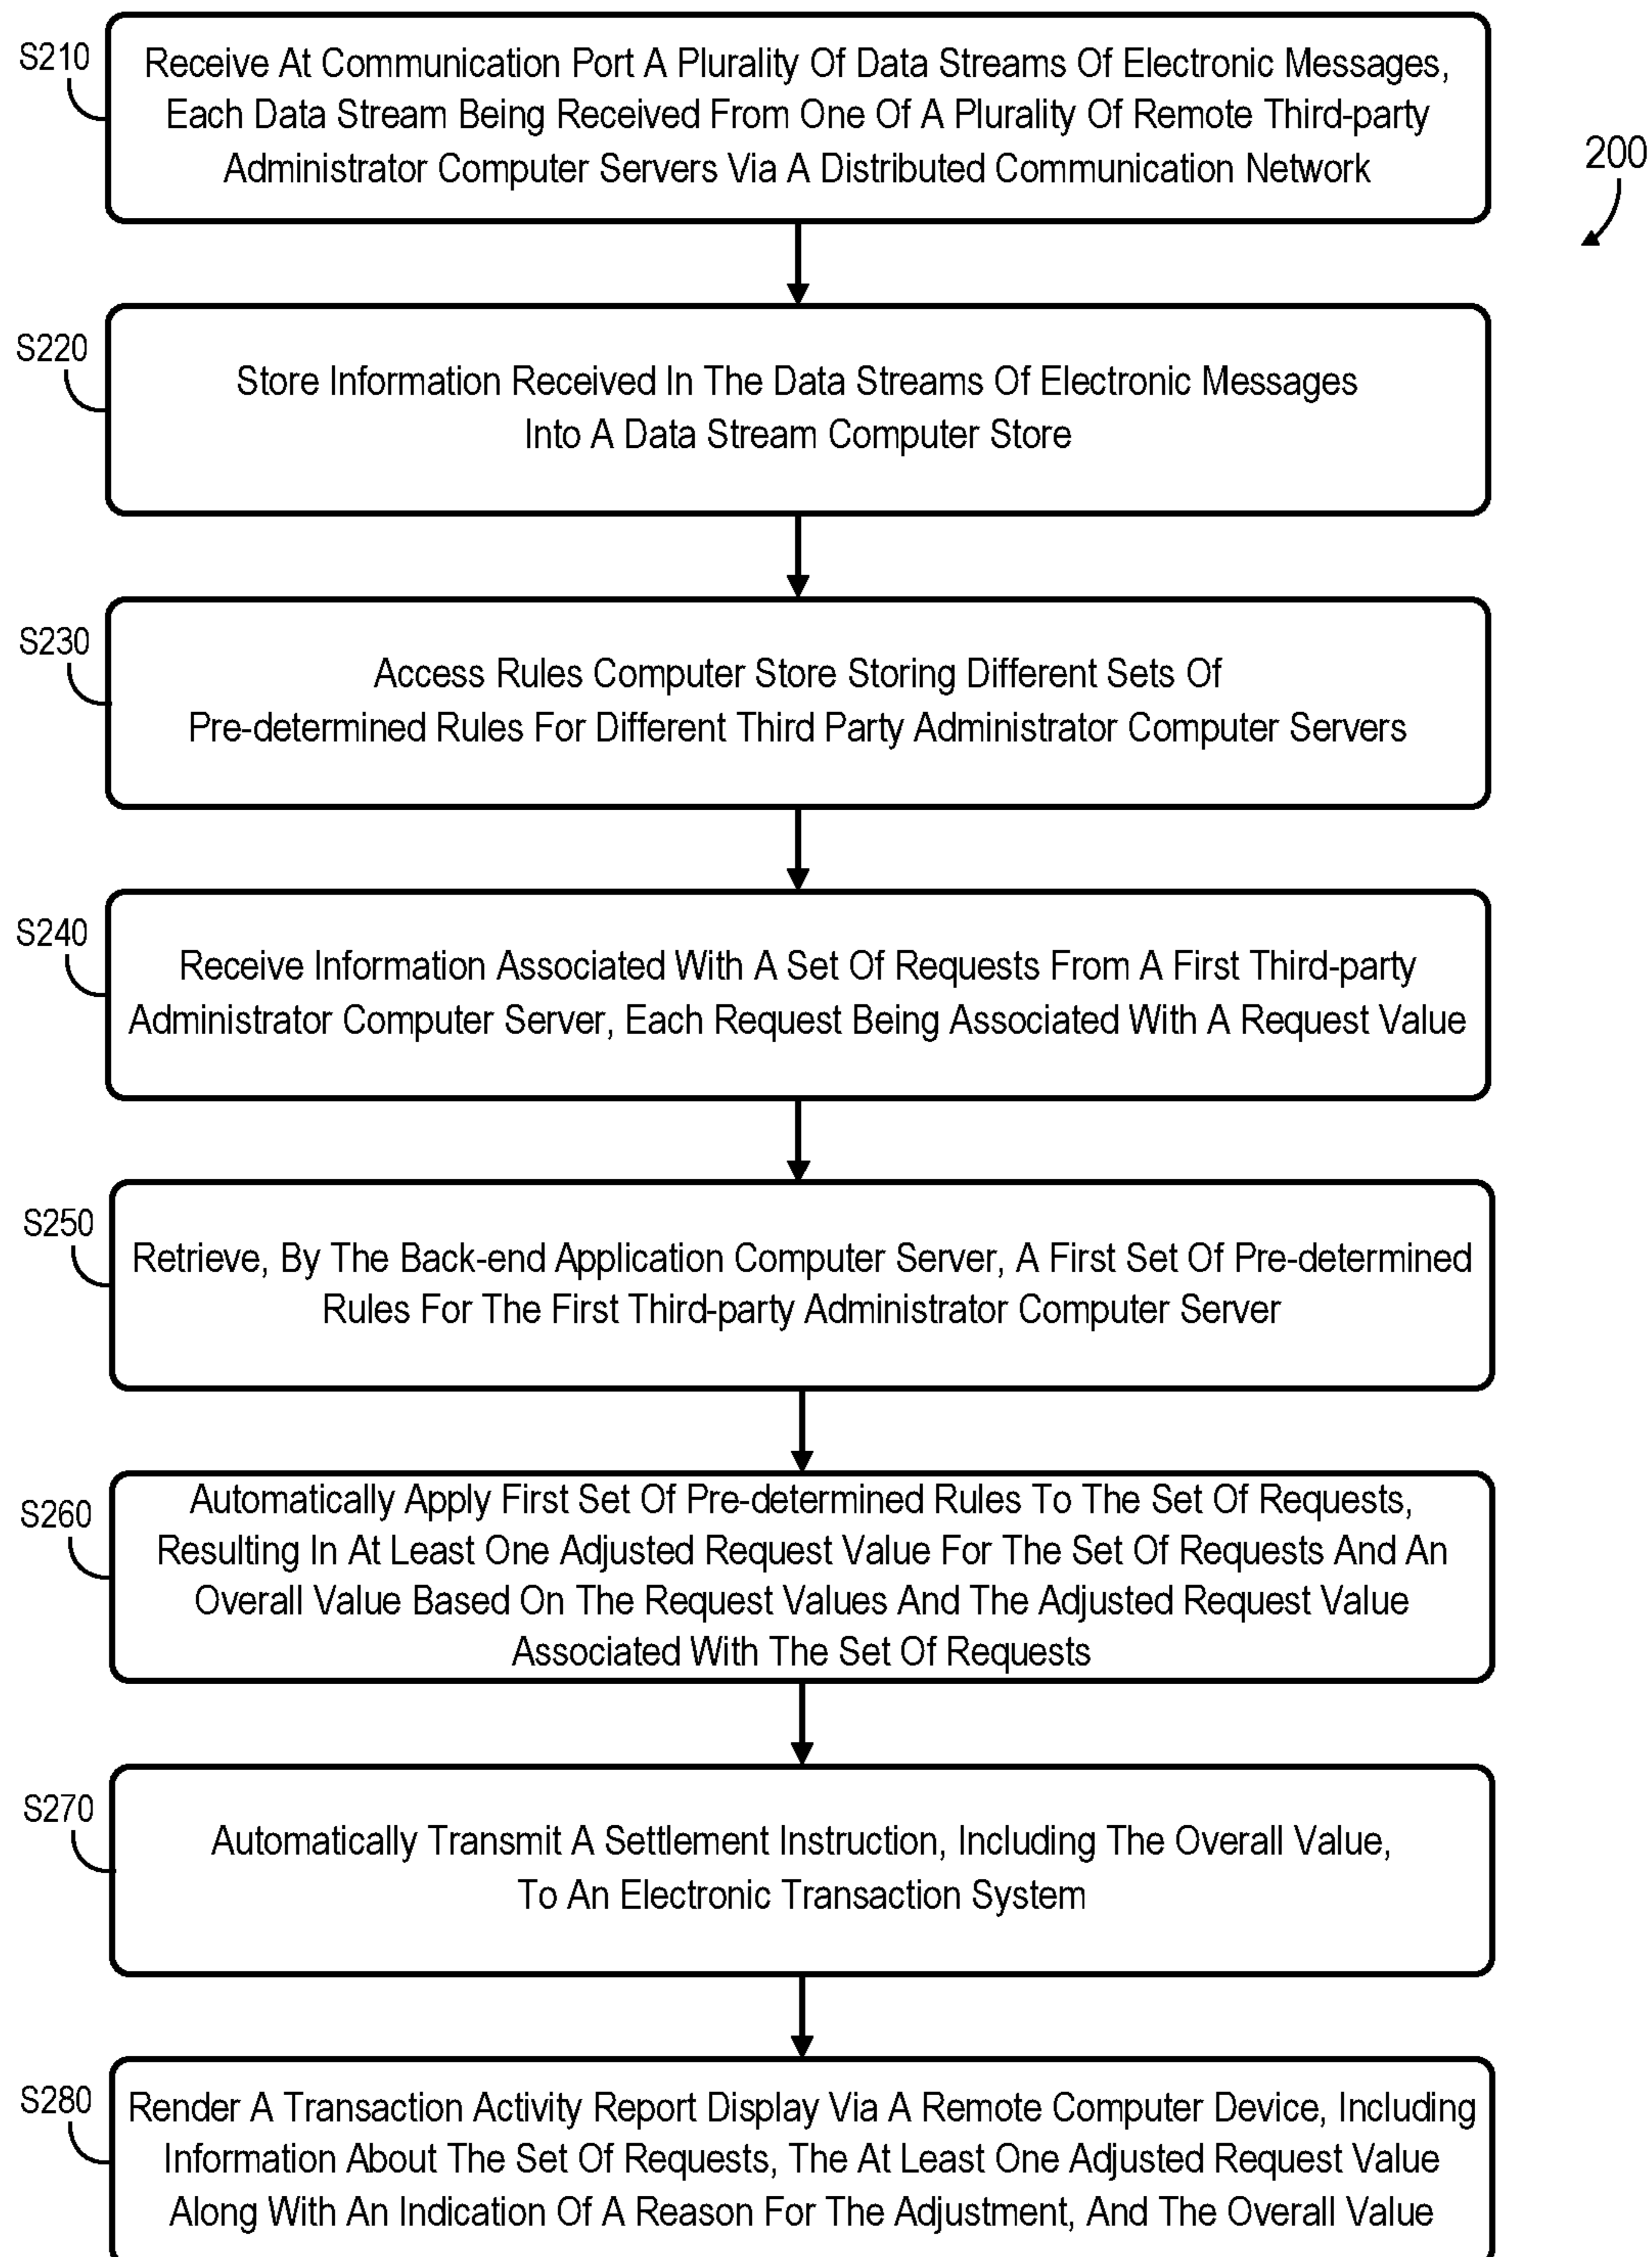 S210
Receive At Communication Port A Plurality Of Data Streams Of Electronic Messages,
Each Data Stream Being Received From One Of A Plurality Of Remote Third-party
Administrator Computer Servers Via A Distributed Communication Network
200
S220
Store Information Received In The Data Streams Of Electronic Messages
Into A Data Stream Computer Store
S230
Access Rules Computer Store Storing Different Sets Of
Pre-determined Rules For Different Third Party Administrator Computer Servers
S240
Receive Information Associated With A Set Of Requests From A First Third-party
Administrator Computer Server, Each Request Being Associated With A Request Value
S250
Retrieve, By The Back-end Application Computer Server, A First Set Of Pre-determined
Rules For The First Third-party Administrator Computer Server
S260
Automatically Apply First Set Of Pre-determined Rules To The Set Of Requests,
Resulting In At Least One Adjusted Request Value For The Set Of Requests And An
Overall Value Based On The Request Values And The Adjusted Request Value
Associated With The Set Of Requests
S270
Automatically Transmit A Settlement Instruction, Including The Overall Value,
To An Electronic Transaction System
S280
Render A Transaction Activity Report Display Via A Remote Computer Device, Including
Information About The Set Of Requests, The At Least One Adjusted Request Value
Along With An Indication Of A Reason For The Adjustment, And The Overall Value